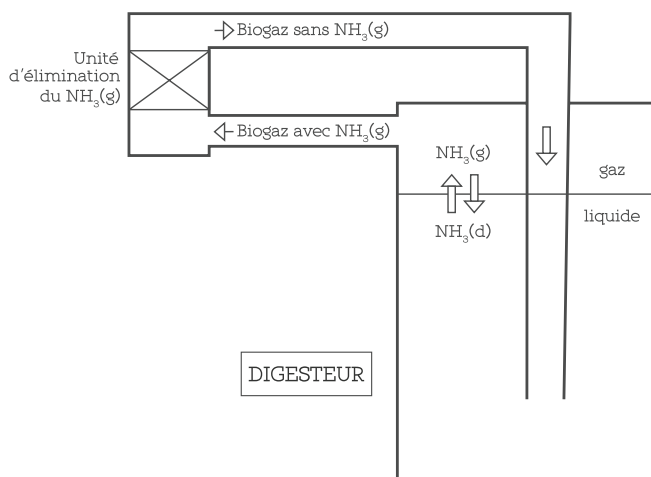 Biogaz sans NH₃(g)
Unité
d'élimination
du NH₃(g)
Biogaz avec NH₃(g)
NH₃(g)
gaz
liquide
NH₃(d)
DIGESTEUR